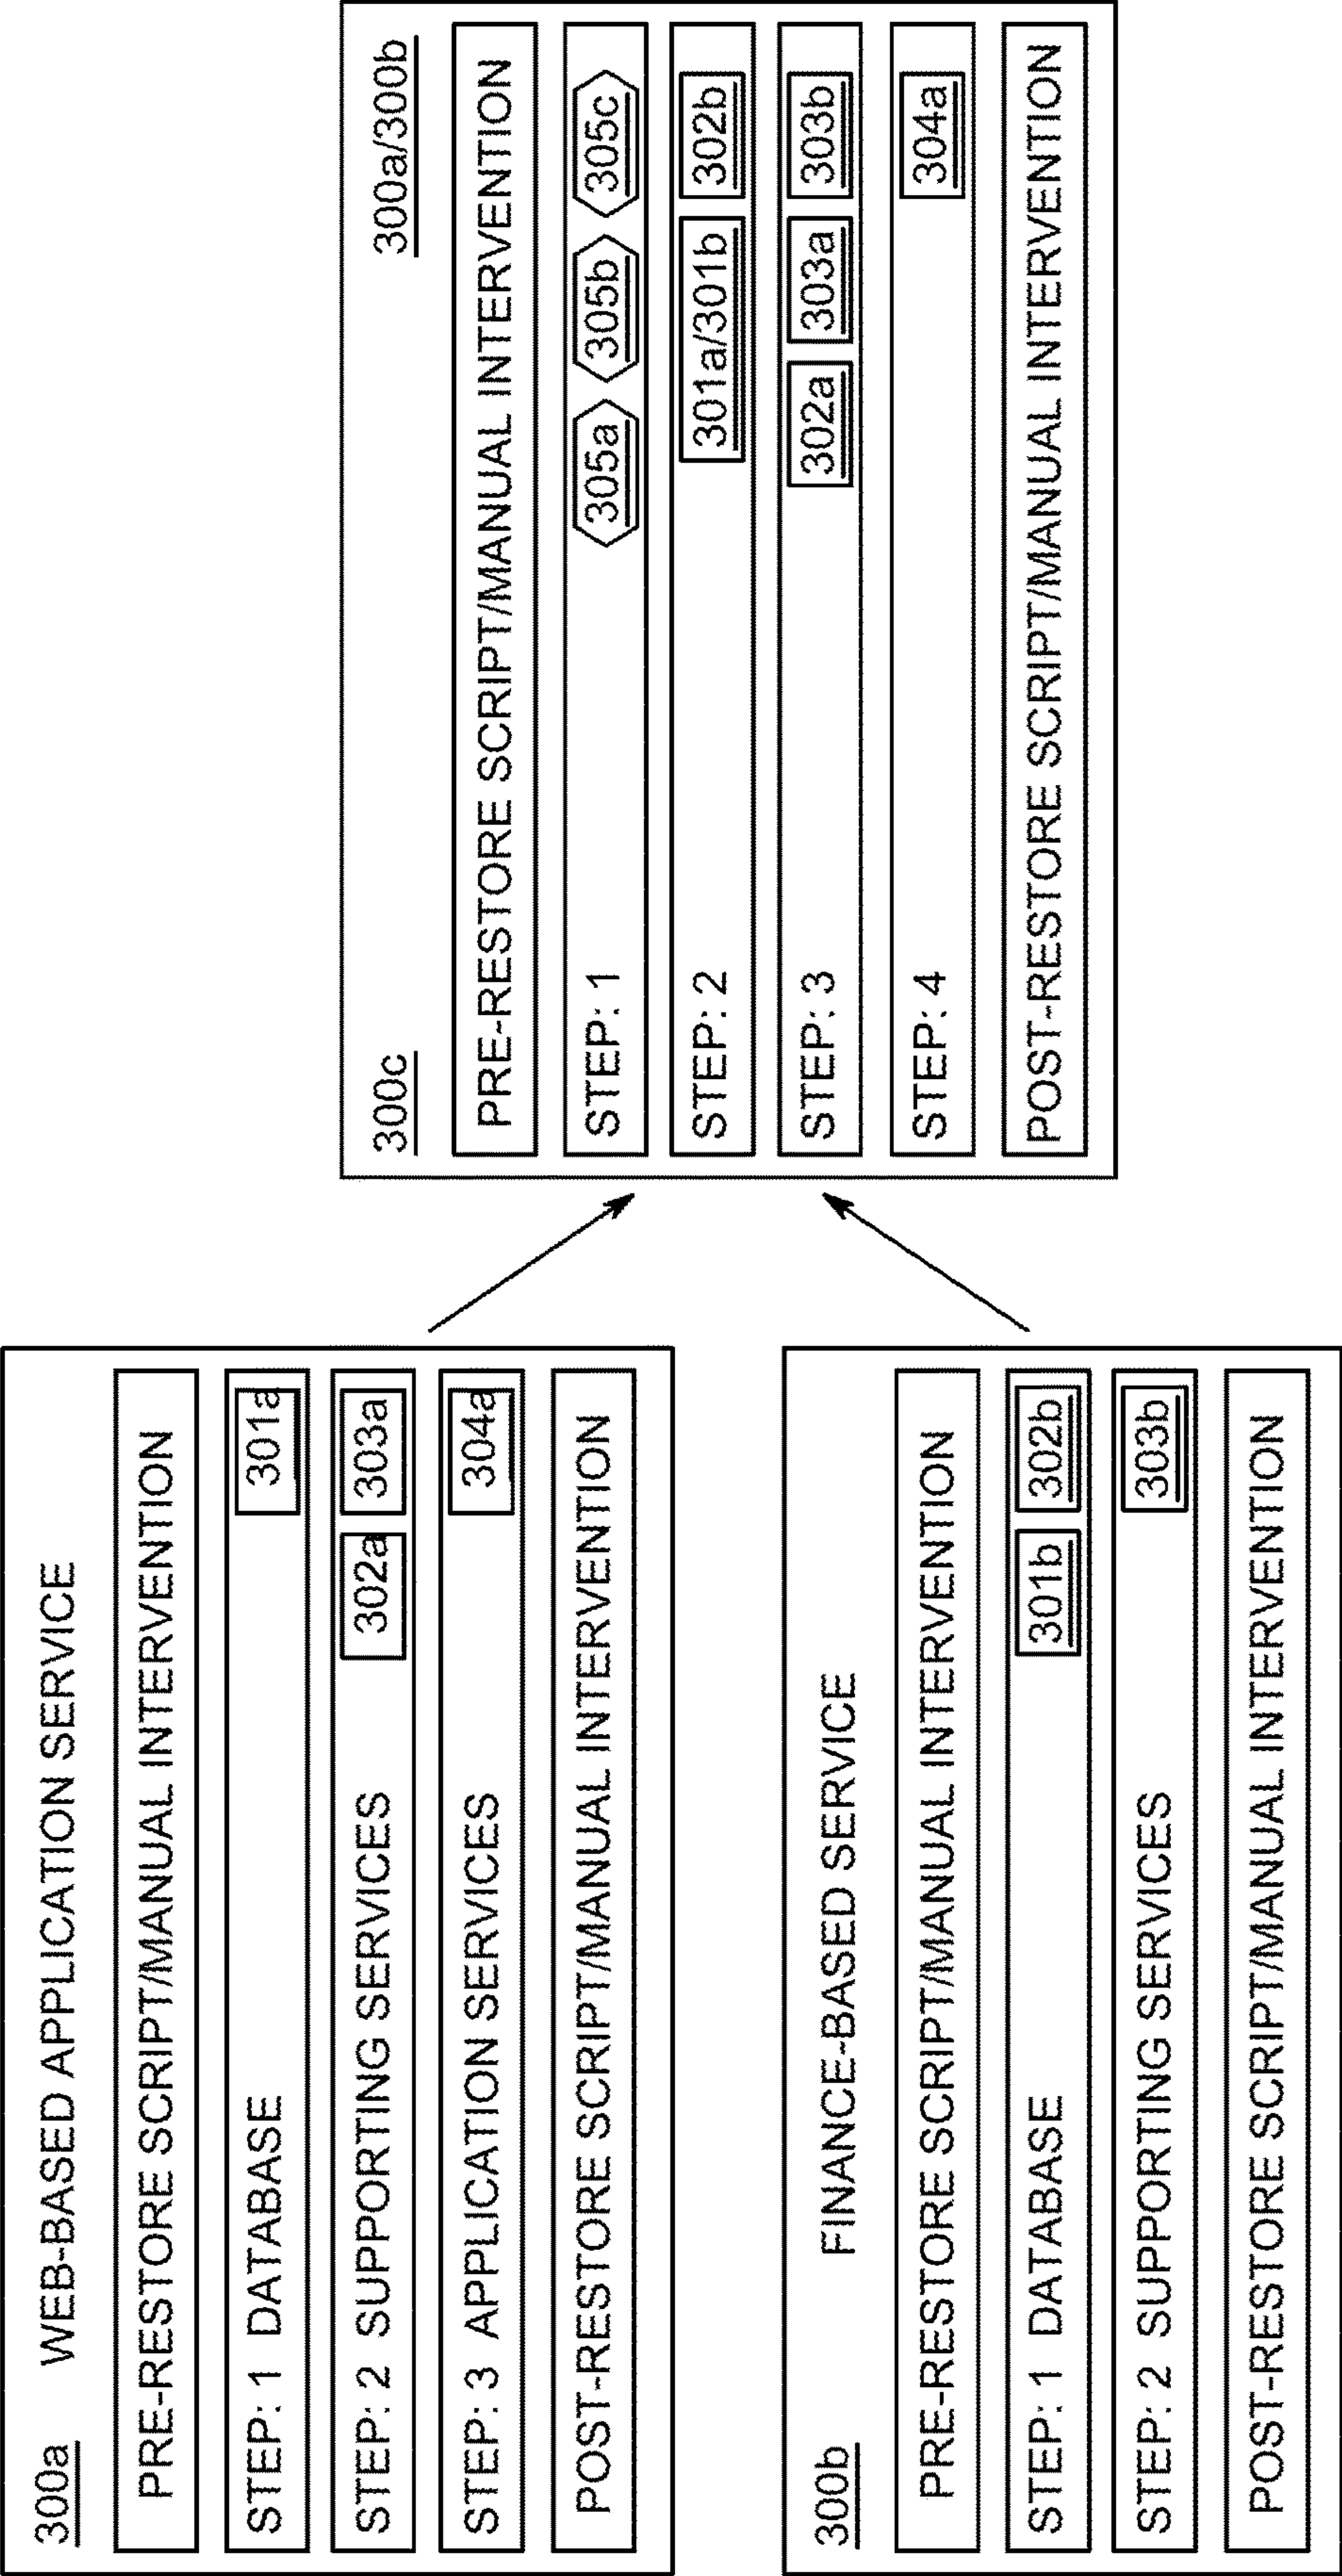 300a WEB-BASED APPLICATION SERVICE
PRE-RESTORE SCRIPT/MANUAL INTERVENTION
STEP: 1 DATABASE 301a
STEP: 2 SUPPORTING SERVICES 302a 303a
STEP: 3 APPLICATION SERVICES 304a
POST-RESTORE SCRIPT/MANUAL INTERVENTION
300b FINANCE-BASED SERVICE
PRE-RESTORE SCRIPT/MANUAL INTERVENTION
STEP: 1 DATABASE 301b 302b
STEP: 2 SUPPORTING SERVICES 303b
POST-RESTORE SCRIPT/MANUAL INTERVENTION
300c 300a/300b
PRE-RESTORE SCRIPT/MANUAL INTERVENTION
STEP: 1 305a 305b 305c
STEP: 2 301a/301b 302b
STEP: 3 302a 303a 303b
STEP: 4 304a
POST-RESTORE SCRIPT/MANUAL INTERVENTION